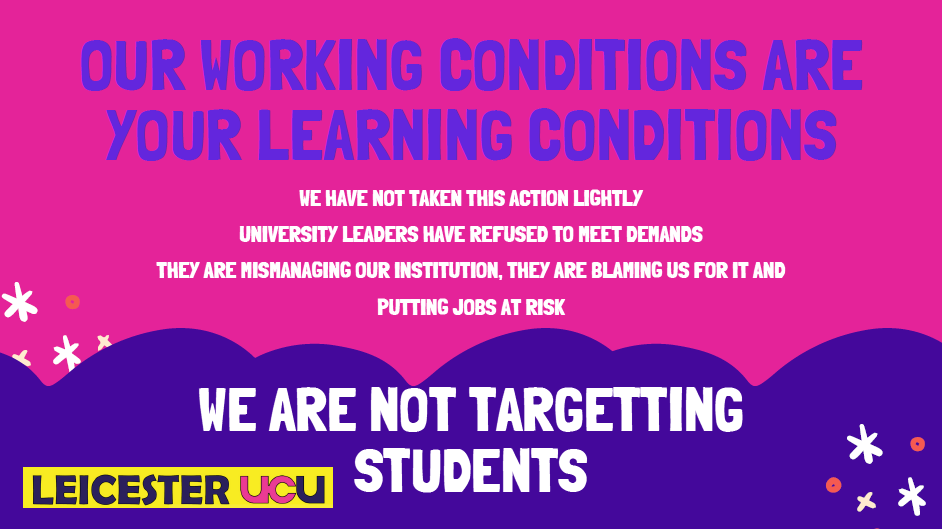 OUR WORKING CONDITIONS ARE
YOUR LEARNING CONDITIONS
WE HAVE NOT TAKEN THIS ACTION LIGHTLY
UNIVERSITY LEADERS HAVE REFUSED TO MEET DEMANDS
THEY ARE MISMANAGING OUR INSTITUTION, THEY ARE BLAMING US FOR IT AND
PUTTING JOBS AT RISK
WE ARE NOT TARGETTING
STUDENTS
LEICESTER UCU